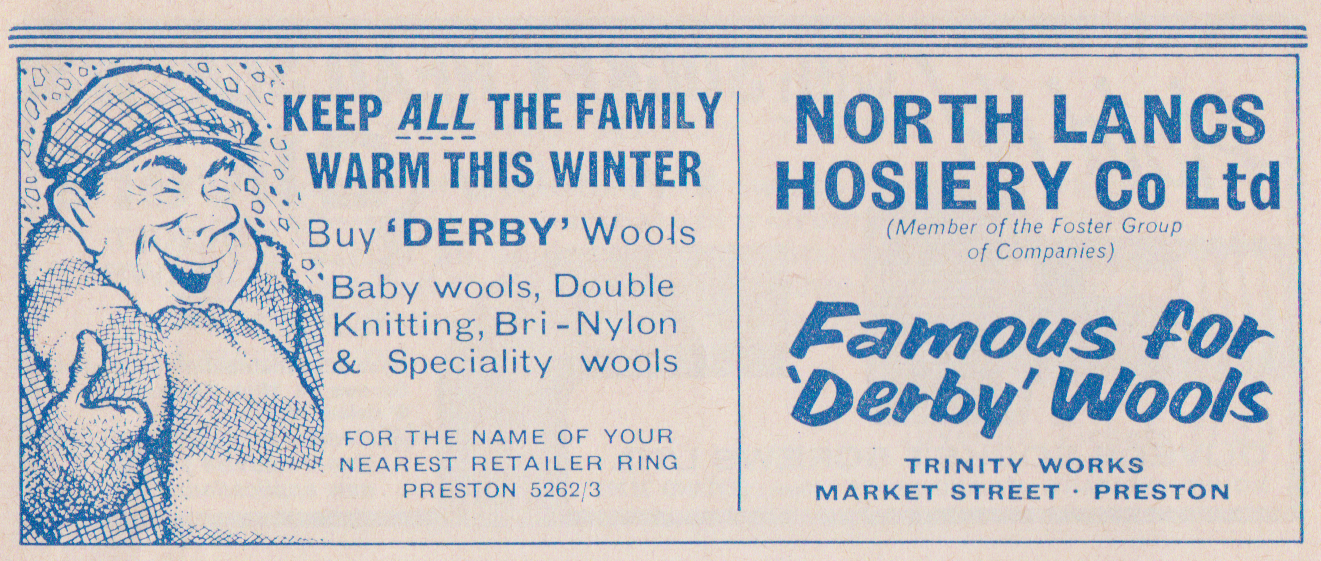 KEEP ALL THE FAMILY
WARM THIS WINTER
Buy ‘DERBY’ Wools
Baby wools, Double
Knitting, Bri-Nylon
& Speciality wools
FOR THE NAME OF YOUR
NEAREST RETAILER RING
PRESTON 5262/3
NORTH LANCS
HOSIERY Co Ltd
(Member of the Foster Group
of Companies)
Famous for
‘Derby’ Wools
TRINITY WORKS
MARKET STREET · PRESTON